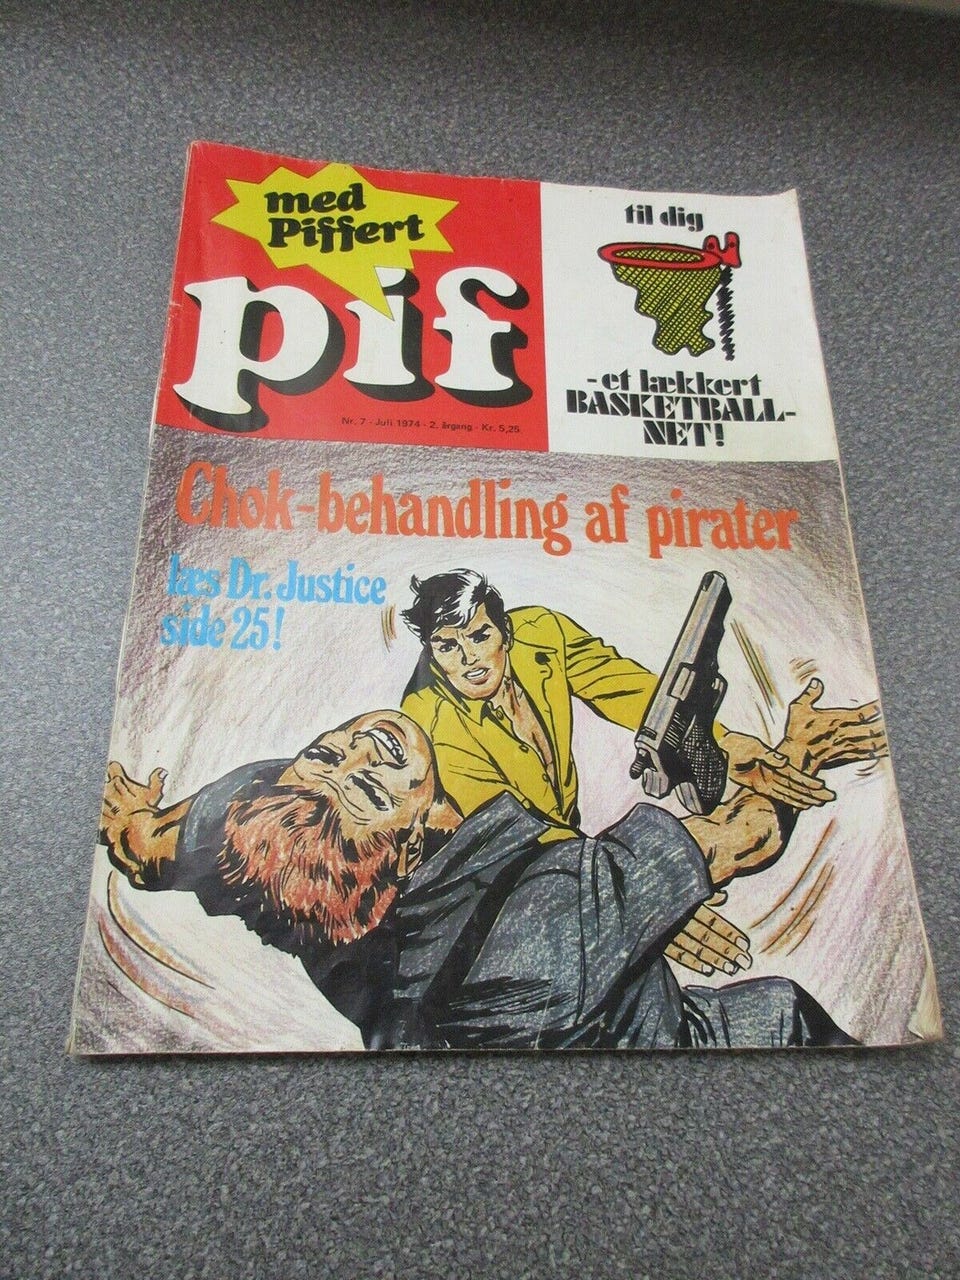 med
Piffert
pif
Nr. 7 - Juli 1974 - 2. årgang - Kr. 5,25
til dig
- et lækkert
BASKETBALL-
NET!
Chok-behandling af pirater
læs Dr. Justice
side 25!